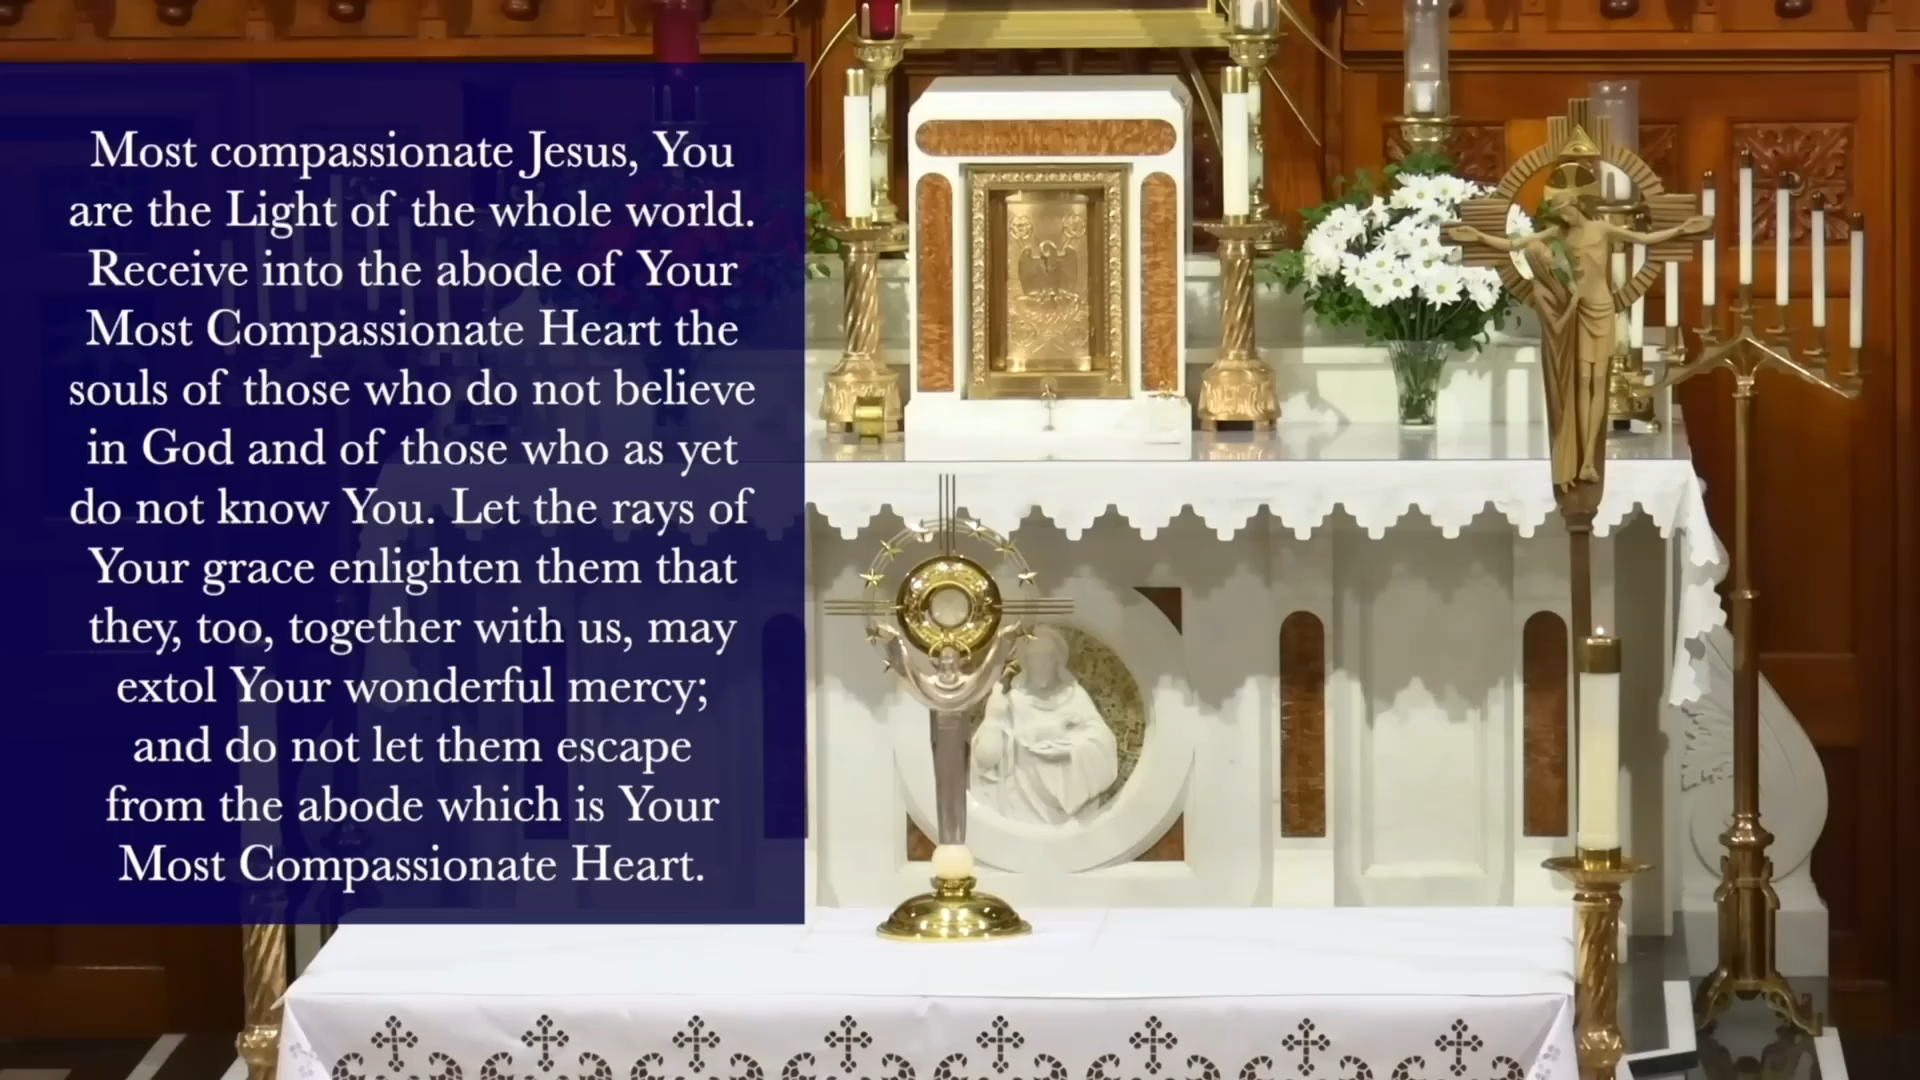 Most compassionate Jesus, You
are the Light of the whole world.
Receive into the abode of Your
Most Compassionate Heart the
souls of those who do not believe
in God and of those who as yet
do not know You. Let the rays of
Your grace enlighten them that
they, too, together with us, may
extol Your wonderful mercy;
and do not let them escape
from the abode which is Your
Most Compassionate Heart.